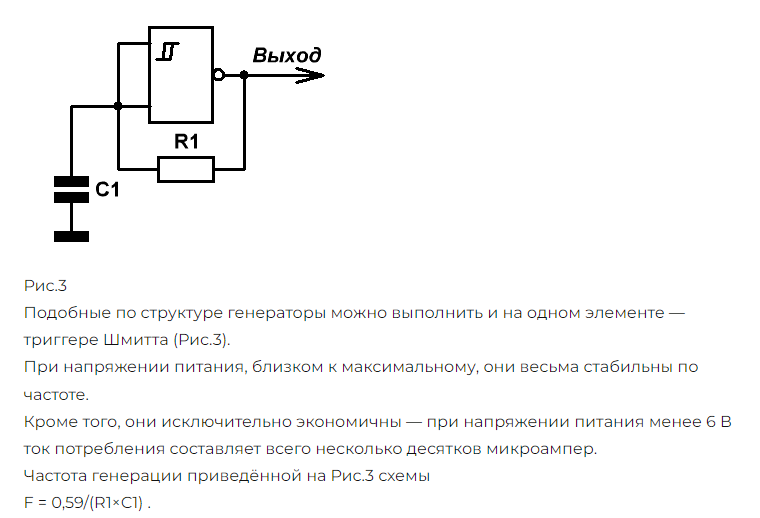 Выход
R1
C1
Рис.3
Подобные по структуре генераторы можно выполнить и на одном элементе —
триггере Шмитта (Рис.3).
При напряжении питания, близком к максимальному, они весьма стабильны по
частоте.
Кроме того, они исключительно экономичны — при напряжении питания менее 6 В
ток потребления составляет всего несколько десятков микроампер.
Частота генерации приведённой на Рис.3 схемы
F = 0,59/(R1×C1) .